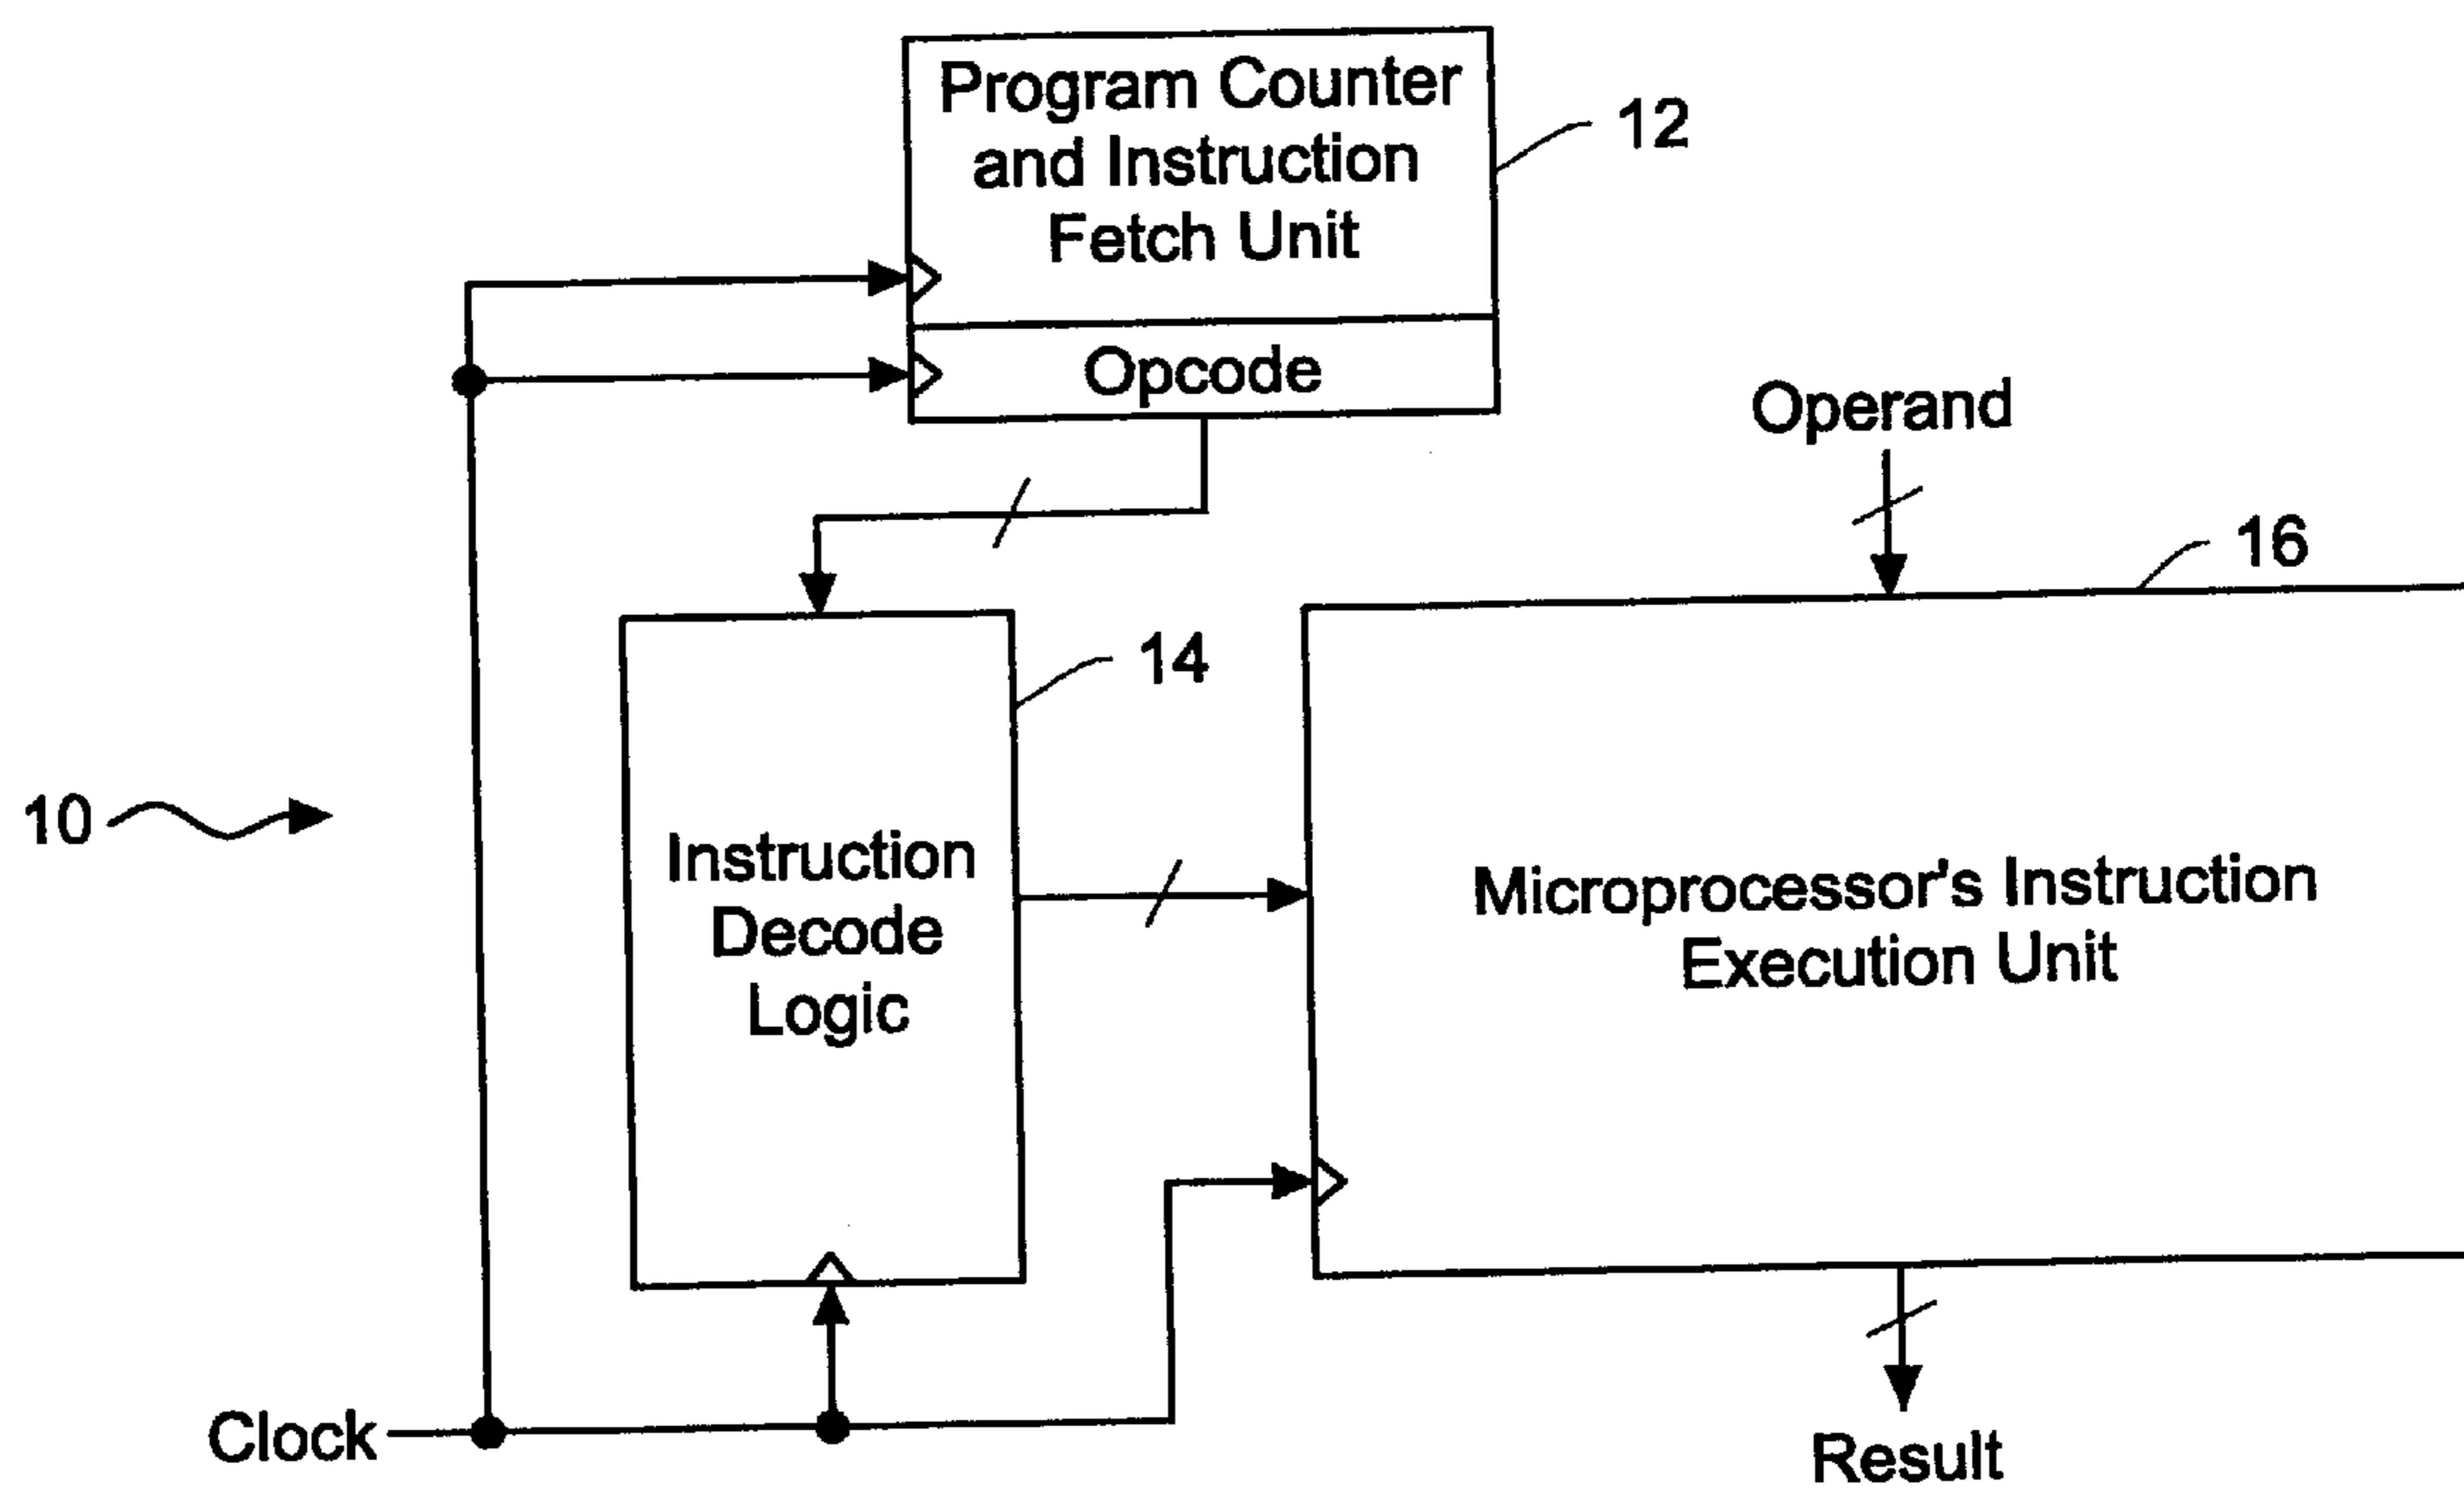 Program Counter
and Instruction
Fetch Unit
12
Opcode
Operand
16
14
10
Instruction
Decode
Logic
Microprocessor's Instruction
Execution Unit
Clock
Result